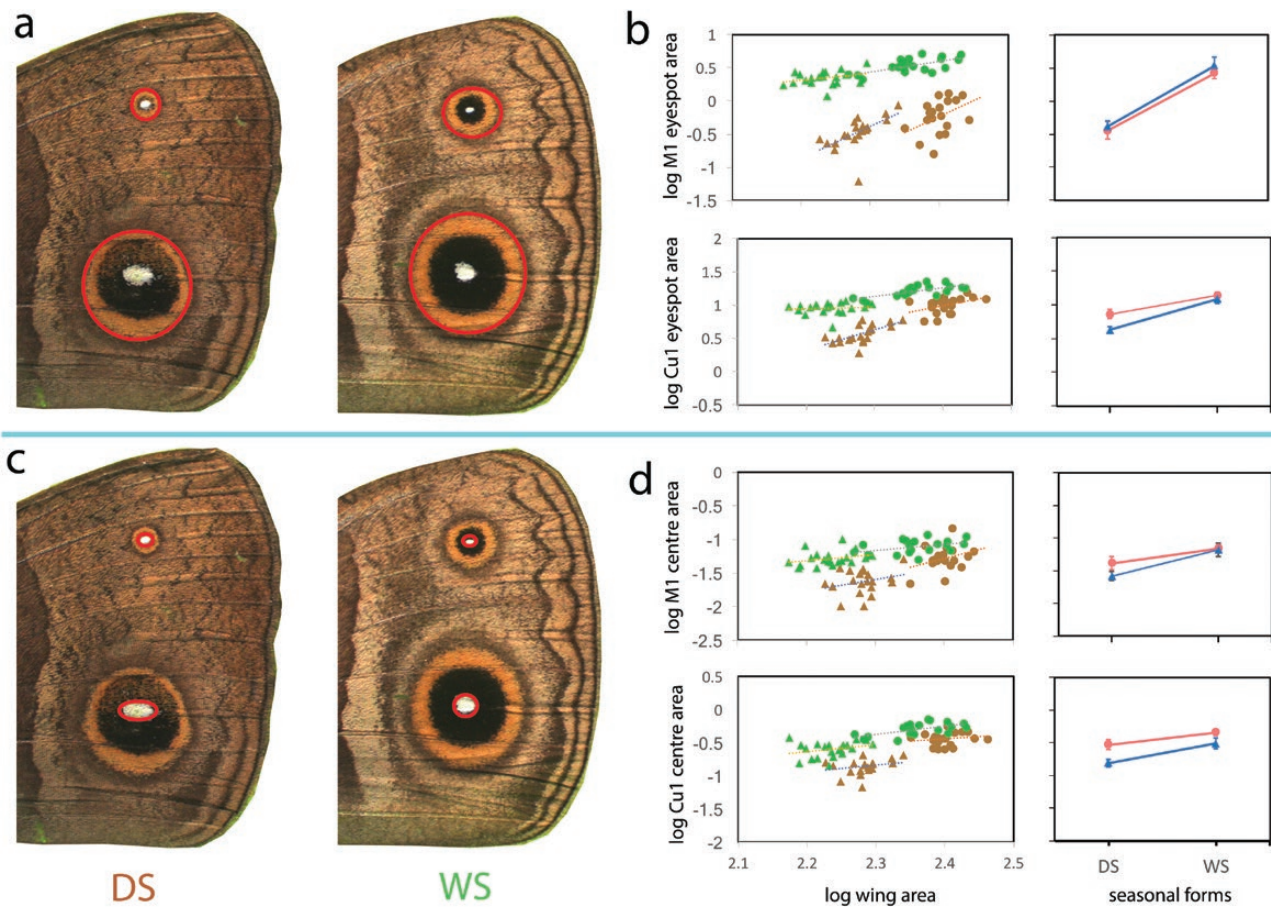 a
b
log M1 eyespot area
1
0.5
0
-0.5
-1
-1.5
log Cu1 eyespot area
2
1.5
1
0.5
0
-0.5
c
d
log M1 centre area
0
-0.5
-1
-1.5
-2
-2.5
log Cu1 centre area
0.5
0
-0.5
-1
-1.5
-2
2.1 2.2 2.3 2.4 2.5
log wing area
DS WS
seasonal forms
DS
WS